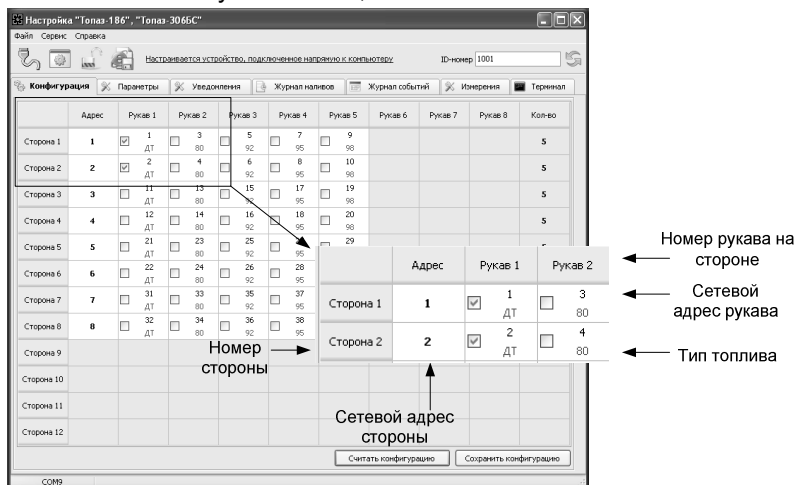 Настройка "Топаз-186", "Топаз-306БС"
Файл Сервис Справка
Настраивается устройство, подключенное напрямую к компьютеру ID-номер 1001
Конфигурация Параметры Уведомления Журнал наливов Журнал событий Измерения Терминал
Адрес Рукав 1 Рукав 2 Рукав 3 Рукав 4 Рукав 5 Рукав 6 Рукав 7 Рукав 8 Кол-во
Сторона 1 1 1 ДТ 3 80 5 92 7 95 9 98 5
Сторона 2 2 2 ДТ 4 80 6 92 8 95 10 98 5
Сторона 3 3 11 ДТ 13 80 15 92 17 95 19 98 5
Сторона 4 4 12 ДТ 14 80 16 92 18 95 20 98 5
Сторона 5 5 21 ДТ 23 80 25 92 95 29
Сторона 6 6 22 ДТ 24 80 26 92 28 95
Сторона 7 7 31 ДТ 33 80 35 92 37 95
Сторона 8 8 32 ДТ 34 80 36 92 38 95
Сторона 9
Сторона 10
Сторона 11
Сторона 12
Адрес Рукав 1 Рукав 2
Сторона 1 1 1 ДТ 3 80
Сторона 2 2 2 ДТ 4 80
Номер рукава на
стороне
Сетевой
адрес рукава
Тип топлива
Номер
стороны
Сетевой адрес
стороны
Считать конфигурацию Сохранить конфигурацию
COM9